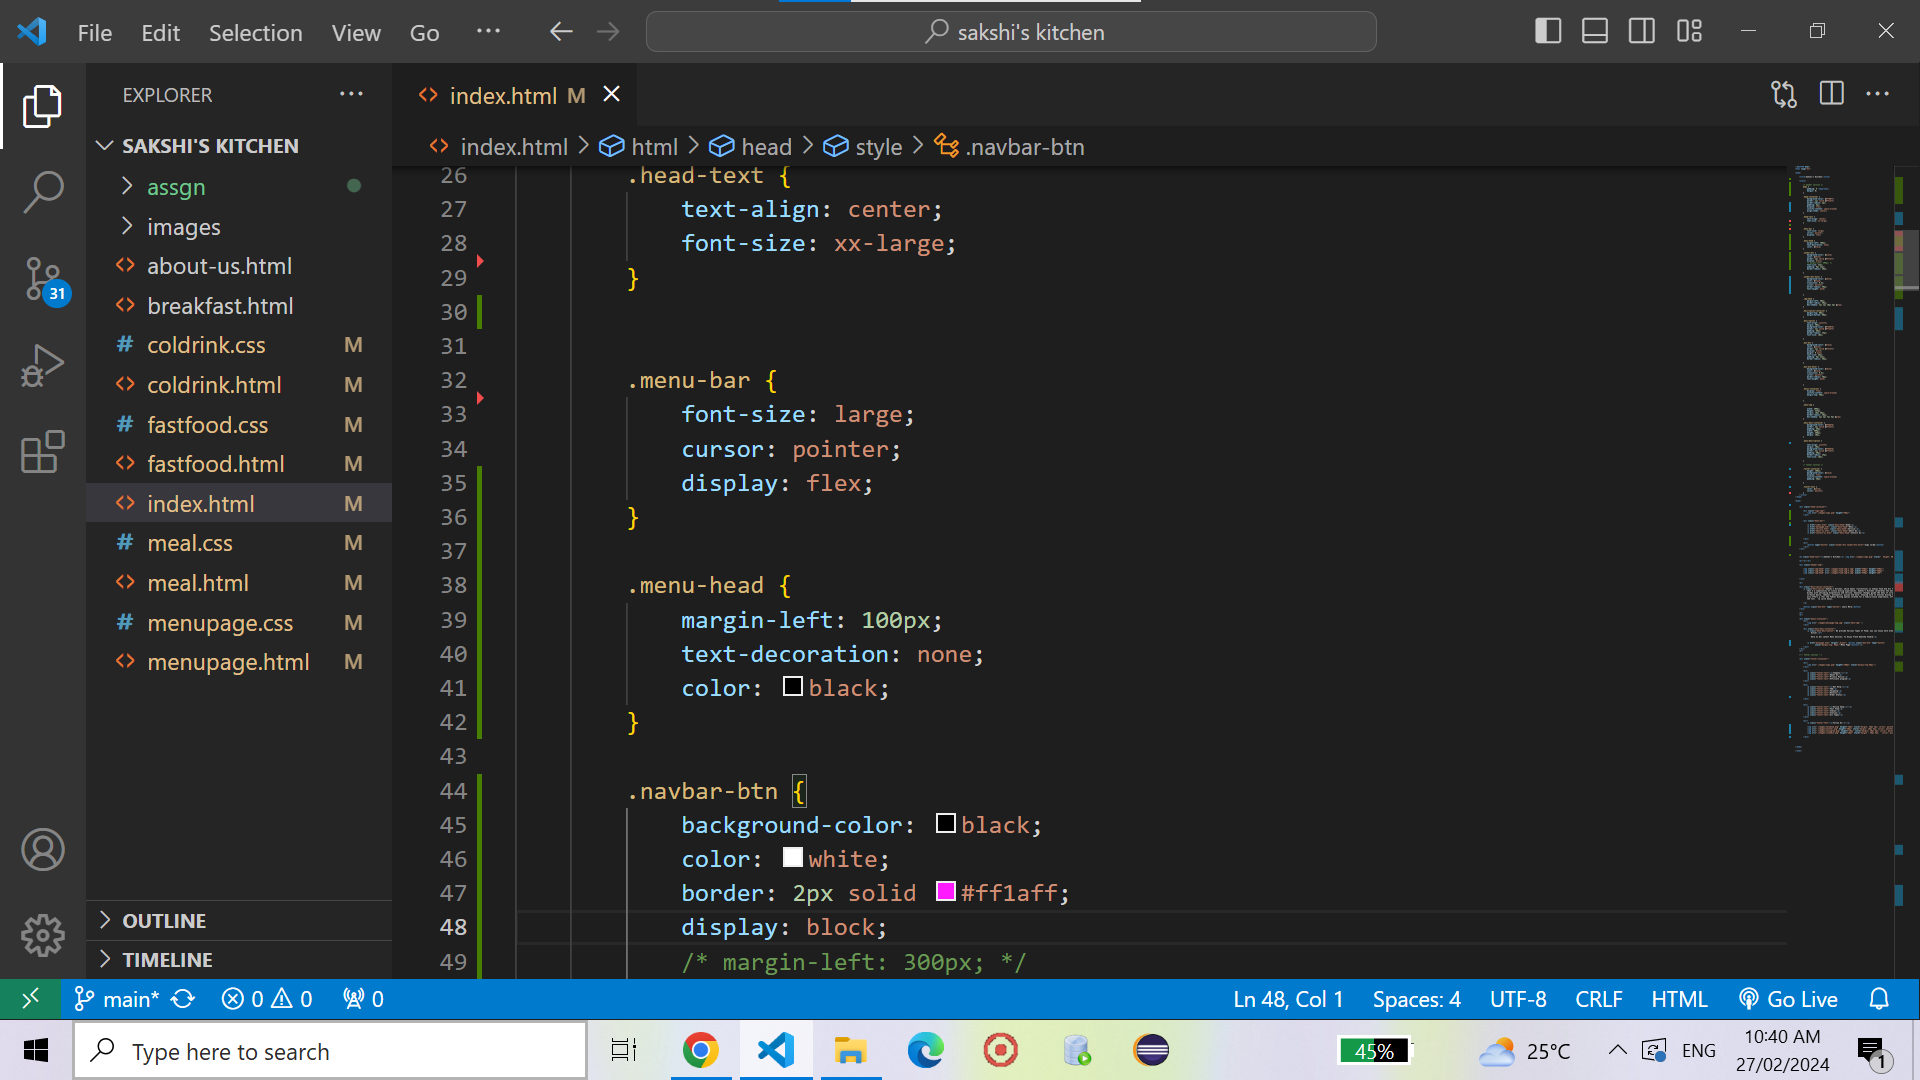 File Edit Selection View Go ···
sakshi's kitchen
EXPLORER
SAKSHI'S KITCHEN
assgn
images
about-us.html
breakfast.html
coldrink.css M
coldrink.html M
fastfood.css M
fastfood.html M
index.html M
meal.css M
meal.html M
menupage.css M
menupage.html M
OUTLINE
TIMELINE
31
index.html M
index.html > html > head > style > .navbar-btn
26 .head-text {
27 text-align: center;
28 font-size: xx-large;
29 }
30
31
32 .menu-bar {
33 font-size: large;
34 cursor: pointer;
35 display: flex;
36 }
37
38 .menu-head {
39 margin-left: 100px;
40 text-decoration: none;
41 color: black;
42 }
43
44 .navbar-btn {
45 background-color: black;
46 color: white;
47 border: 2px solid #ff1aff;
48 display: block;
49 /* margin-left: 300px; */
main* 0 0 0
Ln 48, Col 1 Spaces: 4 UTF-8 CRLF HTML Go Live
Type here to search
45%
25°C
ENG
10:40 AM
27/02/2024
1